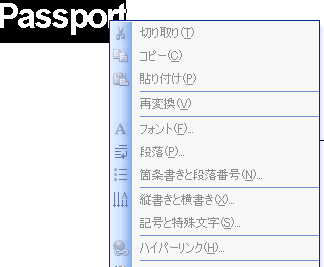 Passport
切り取り(T)
コピー(C)
貼り付け(P)
再変換(V)
フォント(F)...
段落(P)...
箇条書きと段落番号(N)...
縦書きと横書き(X)...
記号と特殊文字(S)...
ハイパーリンク(H)...